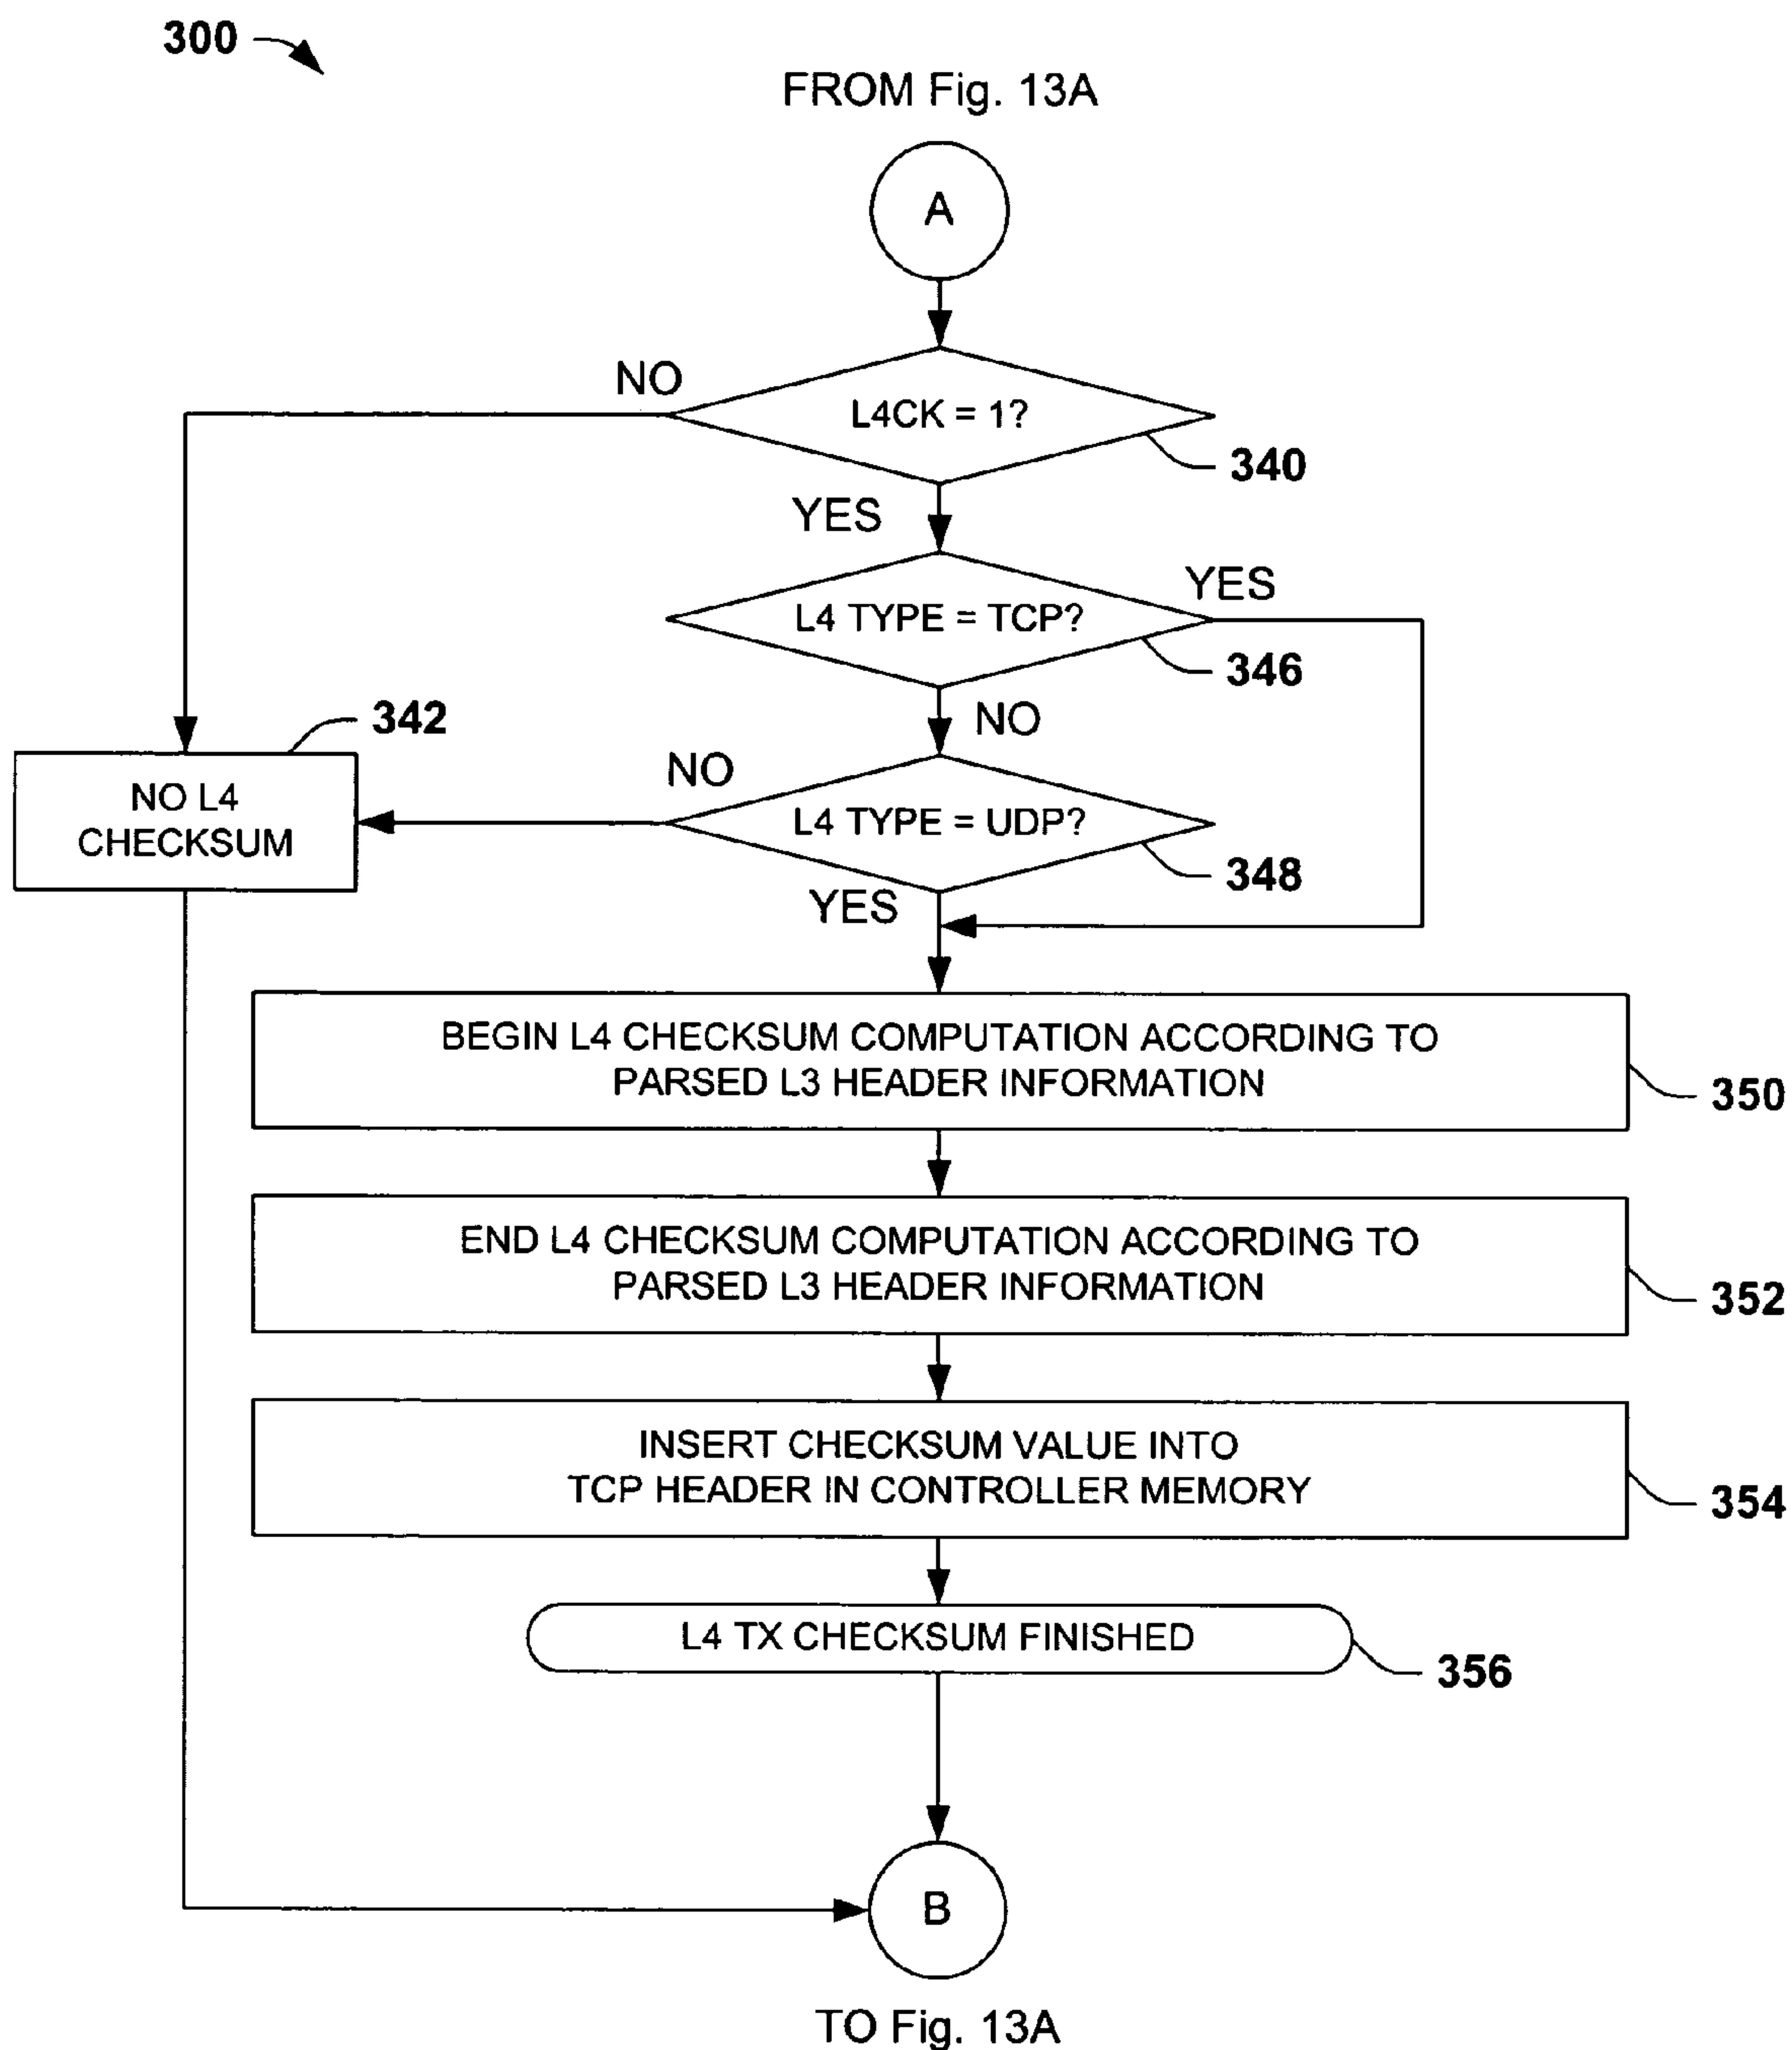 300
FROM Fig. 13A
A
NO
L4CK = 1?
340
YES
YES
L4 TYPE = TCP?
346
342
NO
NO L4
CHECKSUM
NO
L4 TYPE = UDP?
348
YES
BEGIN L4 CHECKSUM COMPUTATION ACCORDING TO
PARSED L3 HEADER INFORMATION
350
END L4 CHECKSUM COMPUTATION ACCORDING TO
PARSED L3 HEADER INFORMATION
352
INSERT CHECKSUM VALUE INTO
TCP HEADER IN CONTROLLER MEMORY
354
L4 TX CHECKSUM FINISHED
356
B
TO Fig. 13A